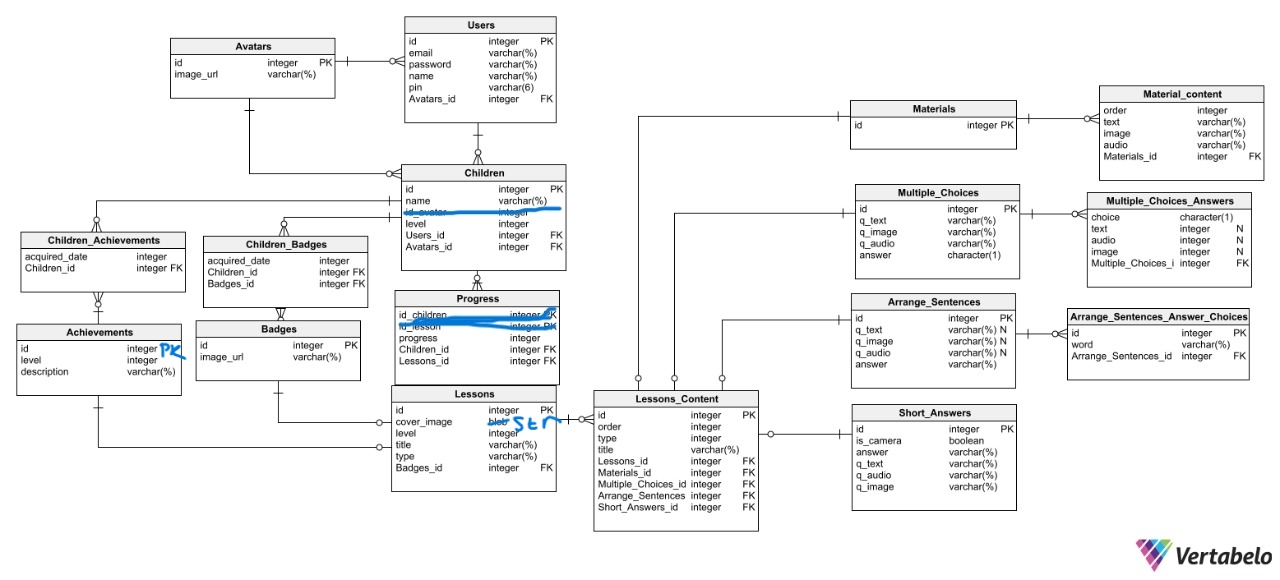 Avatars
id integer PK
image_url varchar(%)
Users
id integer PK
email varchar(%)
password varchar(%)
name varchar(%)
pin varchar(6)
Avatars_id integer FK
Children
id integer PK
name varchar(%)
id_avatar integer
level integer
Users_id integer FK
Avatars_id integer FK
Children_Achievements
acquired_date integer
Children_id integer FK
Children_Badges
acquired_date integer
Children_id integer FK
Badges_id integer FK
Progress
id_children integer PK
id_lesson integer PK
progress integer
Children_id integer FK
Lessons_id integer FK
Achievements
id integer PK
level integer
description varchar(%)
Badges
id integer PK
image_url varchar(%)
Lessons
id integer PK
cover_image blob str
level integer
title varchar(%)
type varchar(%)
Badges_id integer FK
Lessons_Content
id integer PK
order integer
type integer
title varchar(%)
Lessons_id integer FK
Materials_id integer FK
Multiple_Choices_id integer FK
Arrange_Sentences integer FK
Short_Answers_id integer FK
Materials
id integer PK
Material_content
order integer
text varchar(%)
image varchar(%)
audio varchar(%)
Materials_id integer FK
Multiple_Choices
id integer PK
q_text varchar(%)
q_image varchar(%)
q_audio varchar(%)
answer character(1)
Multiple_Choices_Answers
choice character(1)
text integer N
audio integer N
image integer N
Multiple_Choices_i integer FK
Arrange_Sentences
id integer PK
q_text varchar(%) N
q_image varchar(%) N
q_audio varchar(%) N
answer varchar(%)
Arrange_Sentences_Answer_Choices
id integer PK
word varchar(%)
Arrange_Sentences_id integer FK
Short_Answers
id integer PK
is_camera boolean
answer varchar(%)
q_text varchar(%)
q_audio varchar(%)
q_image varchar(%)
Vertabelo